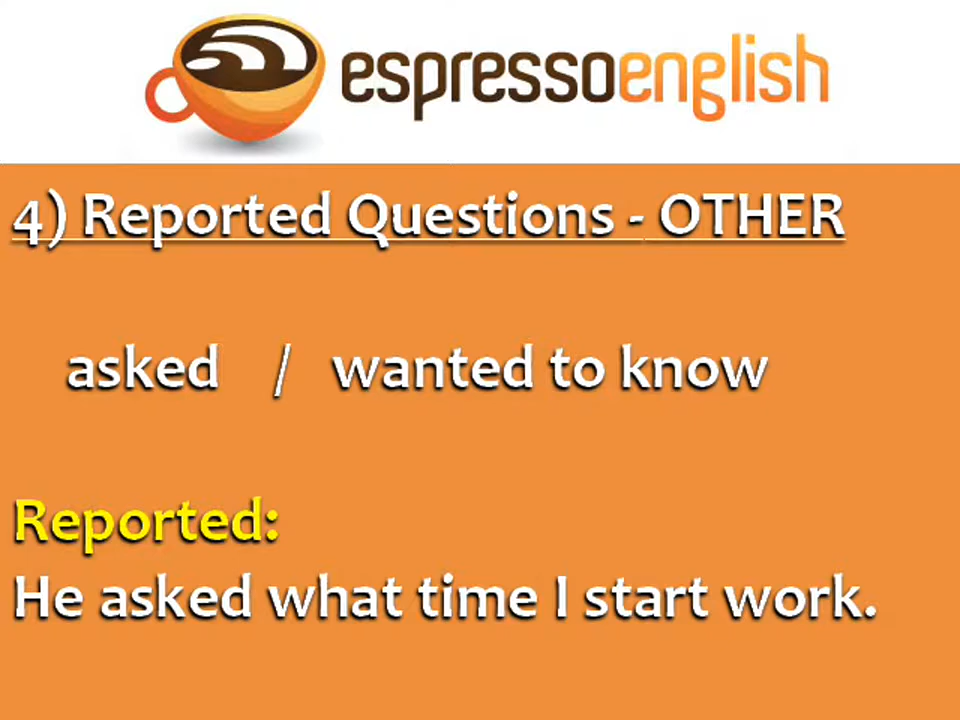 espressoenglish
4) Reported Questions - OTHER
asked / wanted to know
Reported:
He asked what time I start work.